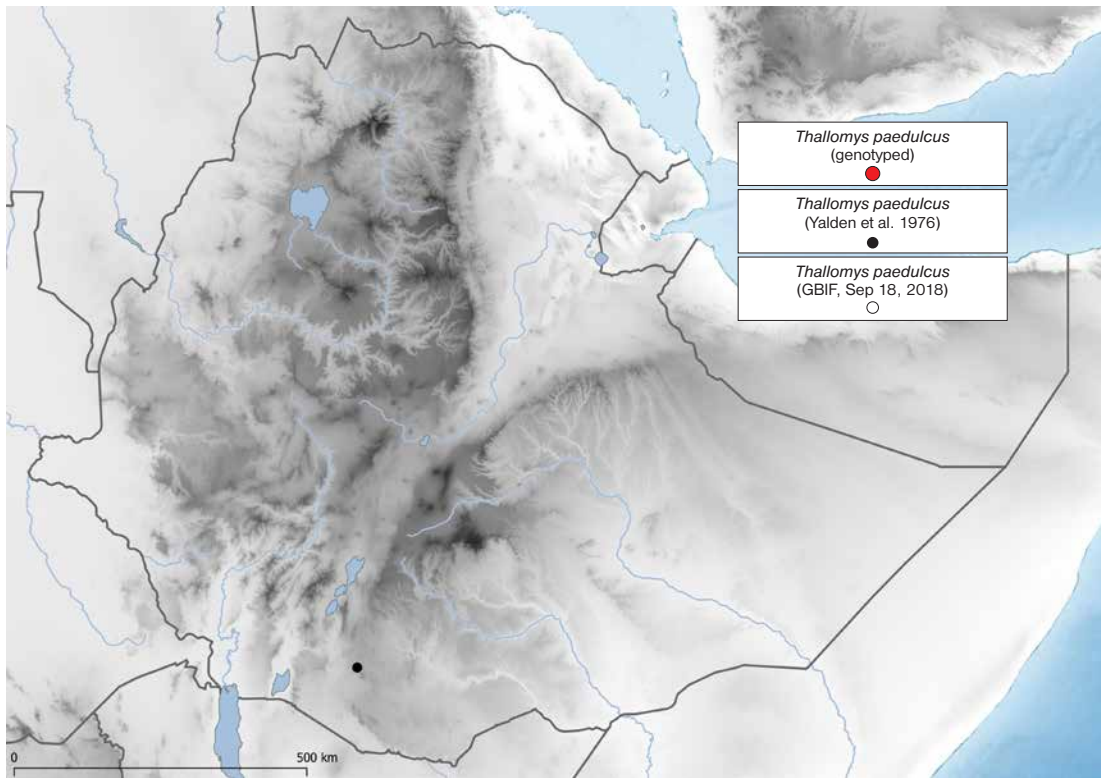 Thallomys paedulcus
(genotyped)
Thallomys paedulcus
(Yalden et al. 1976)
Thallomys paedulcus
(GBIF, Sep 18, 2018)
0
500 km